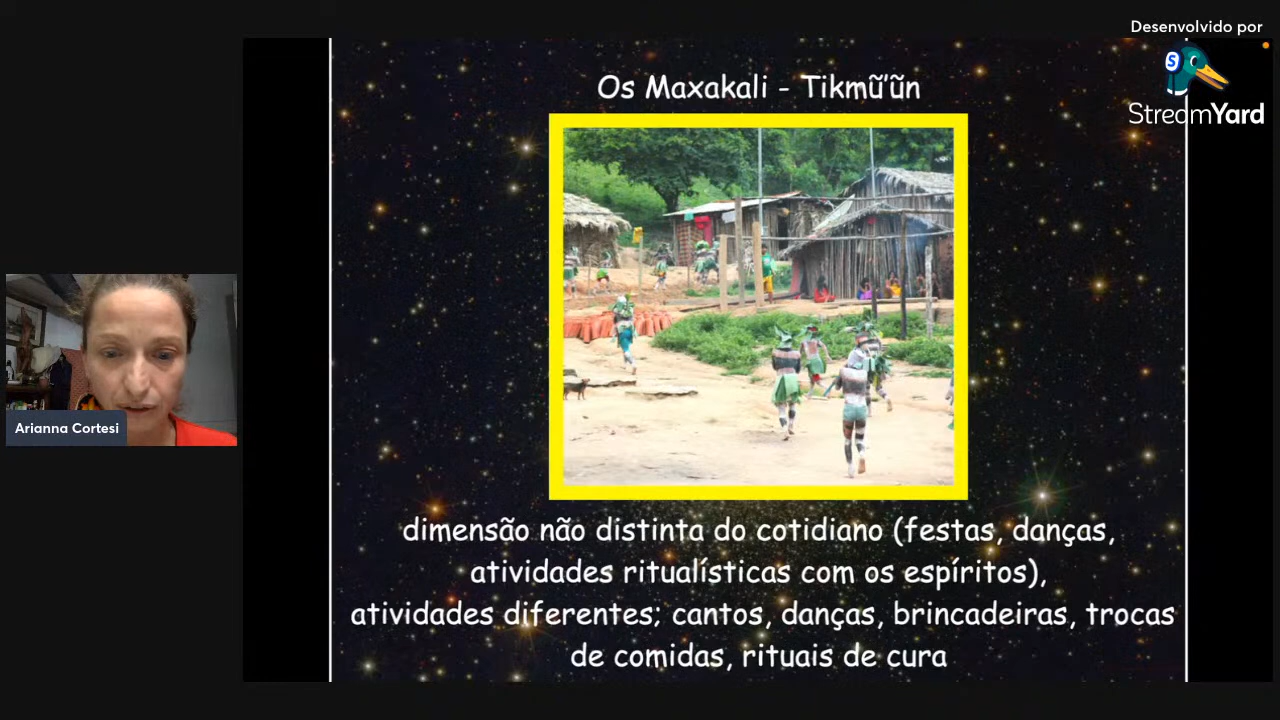 Desenvolvido por
StreamYard
Os Maxakali - Tikmũ'ũn
Arianna Cortesi
dimensão não distinta do cotidiano (festas, danças,
atividades ritualísticas com os espíritos),
atividades diferentes; cantos, danças, brincadeiras, trocas
de comidas, rituais de cura